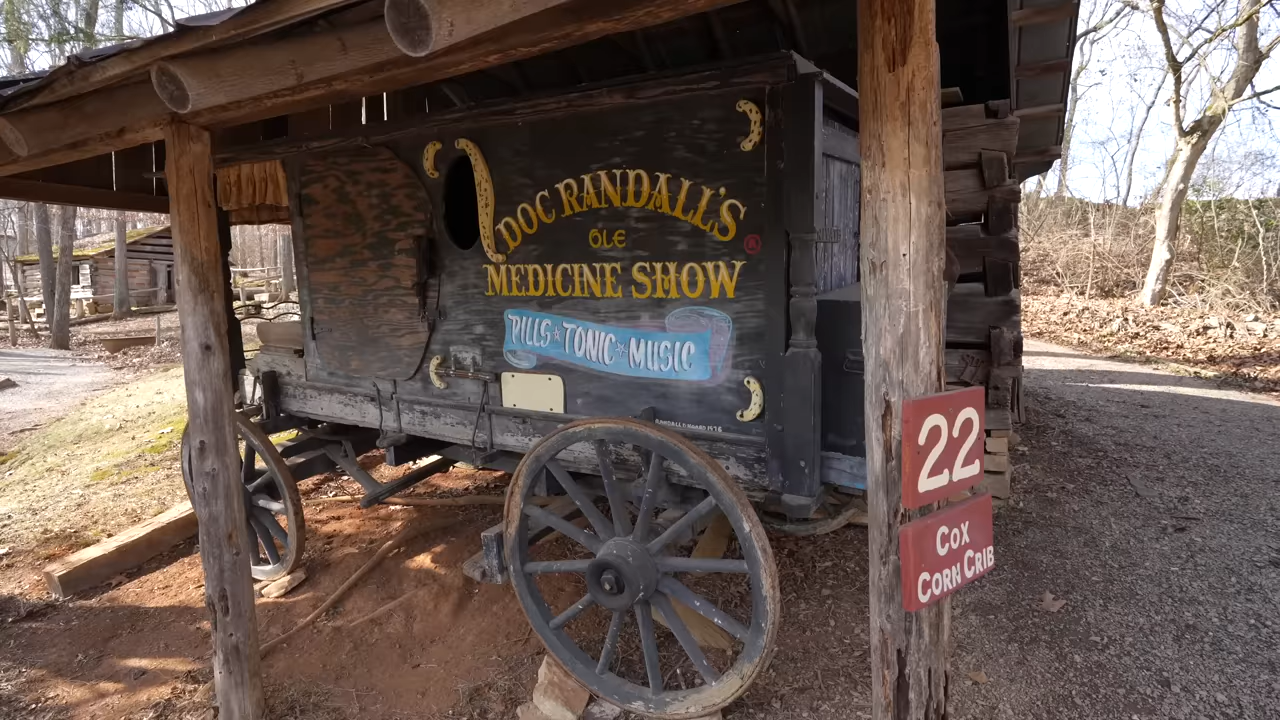 DOC RANDALL'S
OLE
MEDICINE SHOW
PILLS ☆ TONIC ☆ MUSIC
22
COX
CORN CRIB